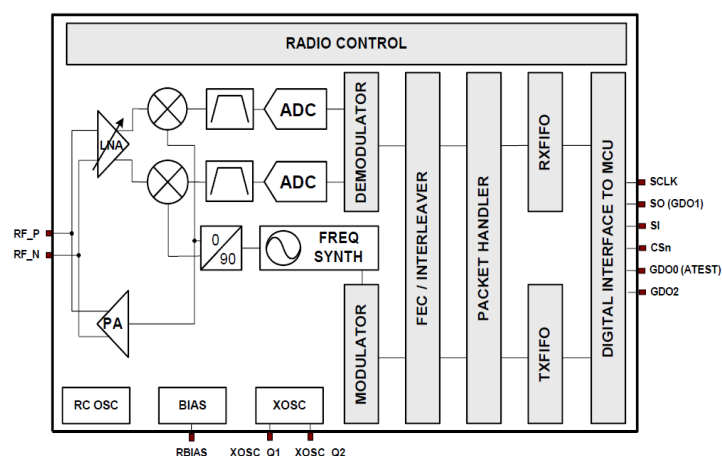 RADIO CONTROL
LNA
ADC
ADC
DEMODULATOR
FEC / INTERLEAVER
PACKET HANDLER
RXFIFO
DIGITAL INTERFACE TO MCU
SCLK
SO (GDO1)
SI
CSn
GDO0 (ATEST)
GDO2
RF_P
RF_N
0
90
FREQ
SYNTH
PA
MODULATOR
TXFIFO
RC OSC
BIAS
XOSC
RBIAS
XOSC_Q1
XOSC_Q2